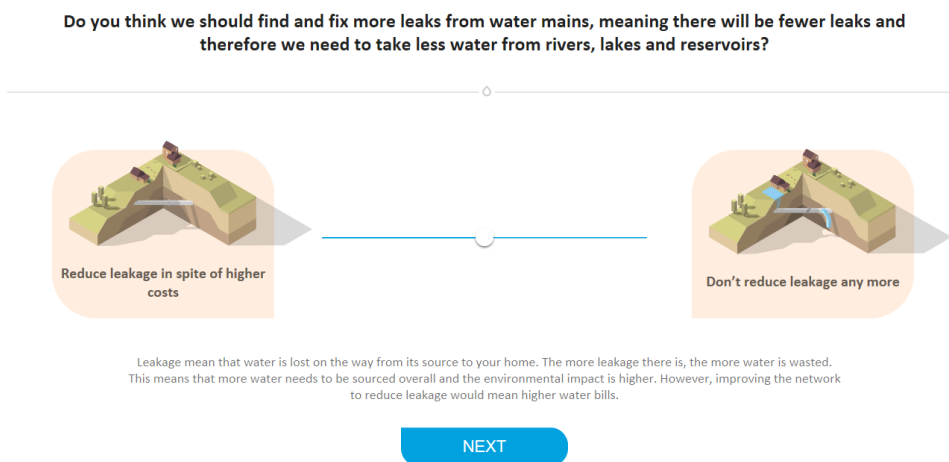 Do you think we should find and fix more leaks from water mains, meaning there will be fewer leaks and
therefore we need to take less water from rivers, lakes and reservoirs?
Reduce leakage in spite of higher
costs
Don't reduce leakage any more
Leakage mean that water is lost on the way from its source to your home. The more leakage there is, the more water is wasted.
This means that more water needs to be sourced overall and the environmental impact is higher. However, improving the network
to reduce leakage would mean higher water bills.
NEXT